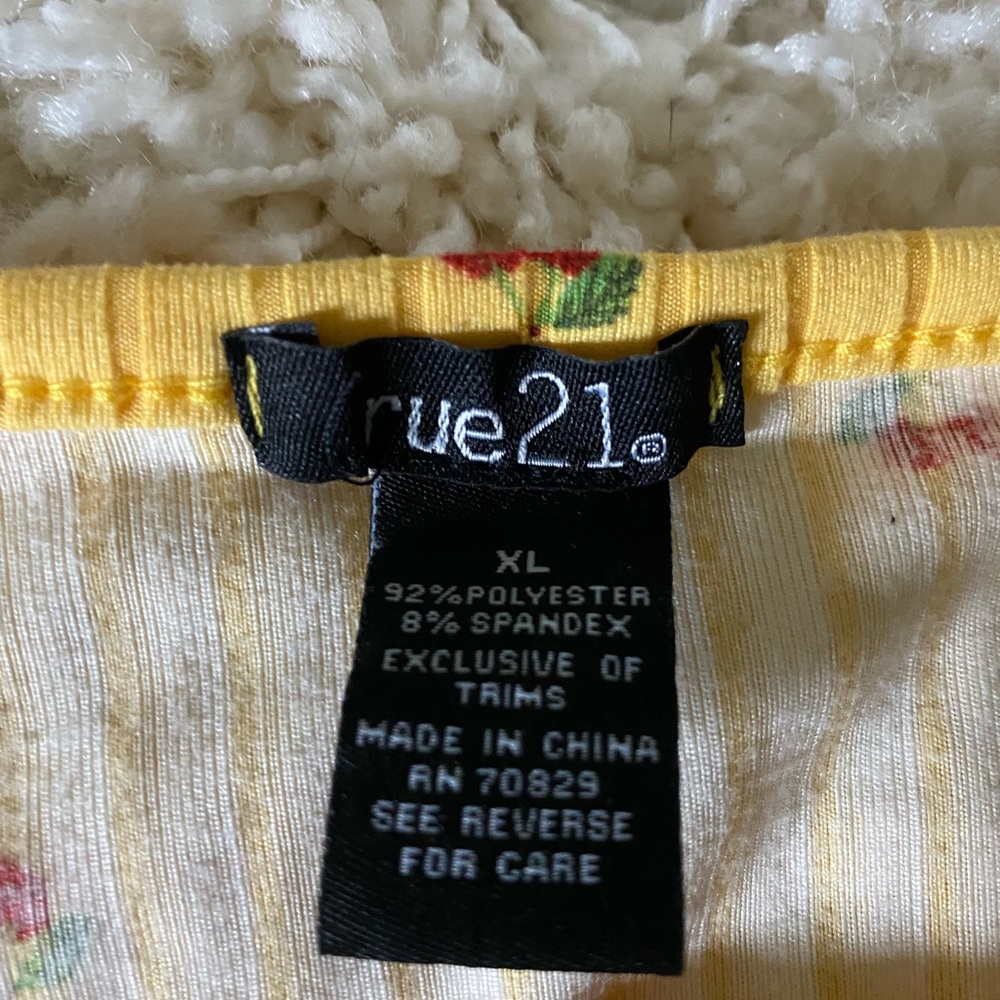 rue21®
XL
92% POLYESTER
8% SPANDEX
EXCLUSIVE OF
TRIMS
MADE IN CHINA
RN 70829
SEE REVERSE
FOR CARE